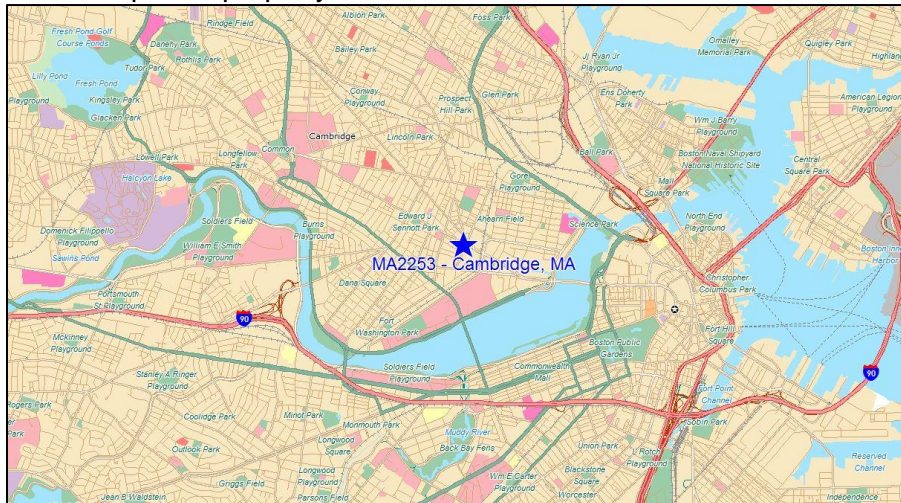 Albion Park
Foss Park
Fresh Pond Golf
Course Ponds
Ridge Field
Danehy Park
Rothlis Park
Bailey Park
Omalley
Memorial Park
Quigley Park
Highland
Jj Ryan Jr
Playground
Lilly Pond
Tudor Park
Fresh Pond
Kingsley Park
Glacken Park
Playground
Conway
Playground
Prospect
Hill Park
Glen Park
Ens Doherty
Park
American Legion
Playground
Wm J Barry
Playground
Cambridge
Lincoln Park
Common
Ball Park
Boston Naval Shipyard
National Historic Site
Lowell Park
Longfellow
Park
Central
Square Park
Halcyon Lake
Gore
Playground
Mall
Square Park
Domenick Filippello
Playground
Sawins Pond
Soldiers Field
William E Smith
Playground
Burns
Playground
Edward J
Sennott Park
Ahearn Field
Science Park
North End
Playground
MA2253 - Cambridge, MA
Boston Inner
Harbor
Dana Square
Christopher
Columbus Park
Portsmouth
St Playground
90
Fort
Washington Park
Fort Hill
Square
Mckinney
Playground
Boston Public
Gardens
Stanley A Ringer
Playground
Soldiers Field
Playground
Commonwealth
Mall
90
Fort Point
Channel
Rogers Park
Coolidge Park
Minot Park
Monmouth Park
Sobin Park
Outlook Park
Longwood
Square
Muddy River
Back Bay Fens
Union Park
L Rotch
Playground
Reserved
Channel
Griggs Field
Longwood
Playground
Wm E Carter
Playground
Blackstone
Square
Jean B Waldstein
Parsons Field
Worcester
Independence